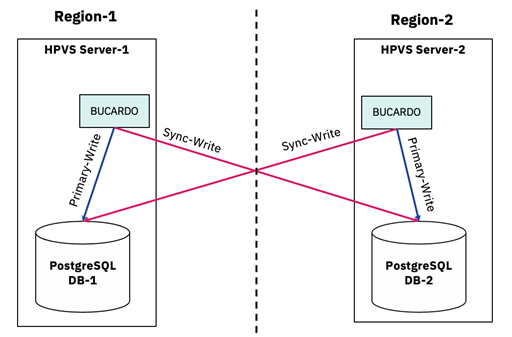 Region-1
Region-2
HPVS Server-1
HPVS Server-2
BUCARDO
BUCARDO
Sync-Write
Sync-Write
Primary-Write
Primary-Write
PostgreSQL
DB-1
PostgreSQL
DB-2